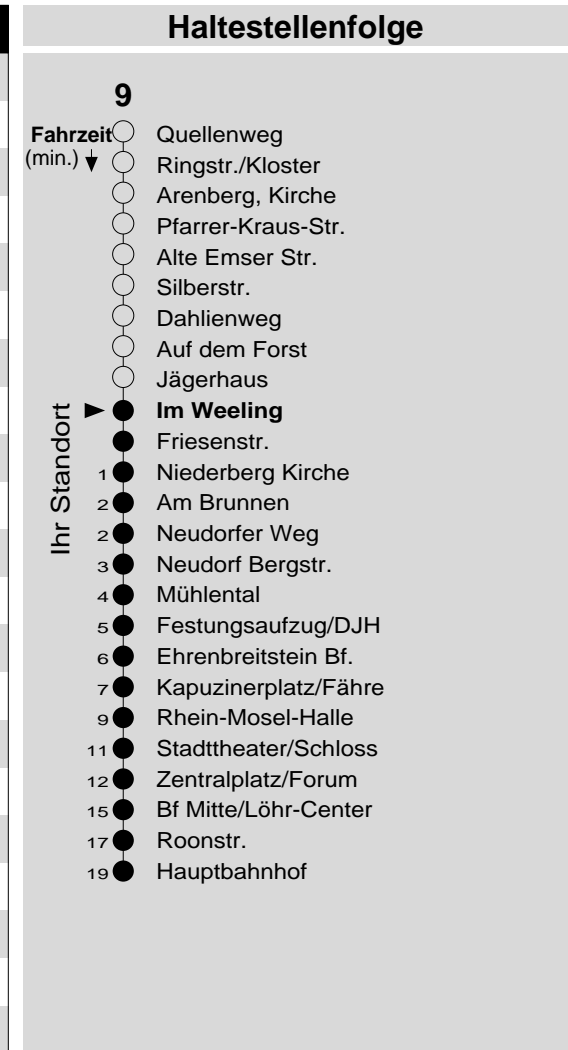 Haltestellenfolge
9
Fahrzeit Quellenweg
(min.) Ringstr./Kloster
Arenberg, Kirche
Pfarrer-Kraus-Str.
Alte Emser Str.
Silberstr.
Dahlienweg
Auf dem Forst
Jägerhaus
Ihr Standort
Im Weeling
Friesenstr.
1 Niederberg Kirche
2 Am Brunnen
2 Neudorfer Weg
3 Neudorf Bergstr.
4 Mühlental
5 Festungsaufzug/DJH
6 Ehrenbreitstein Bf.
7 Kapuzinerplatz/Fähre
9 Rhein-Mosel-Halle
11 Stadttheater/Schloss
12 Zentralplatz/Forum
15 Bf Mitte/Löhr-Center
17 Roonstr.
19 Hauptbahnhof